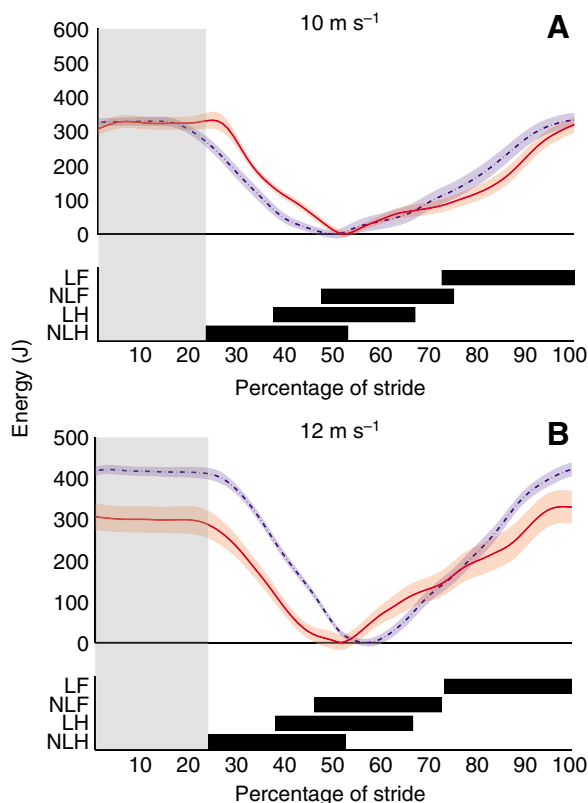 10 m s⁻¹
A
600
500
400
300
200
100
0
LF
NLF
LH
NLH
10 20 30 40 50 60 70 80 90 100
Percentage of stride
Energy (J)
12 m s⁻¹
B
500
400
300
200
100
0
LF
NLF
LH
NLH
10 20 30 40 50 60 70 80 90 100
Percentage of stride